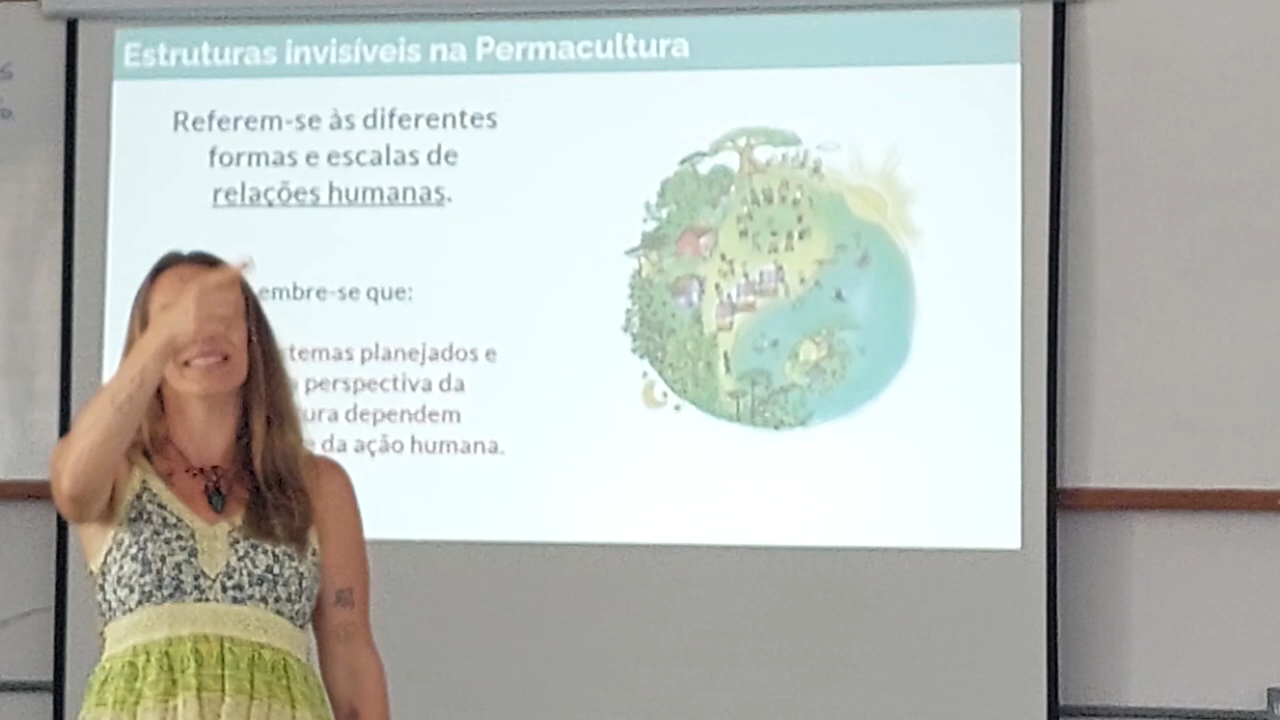 Estruturas invisíveis na Permacultura
Referem-se às diferentes
formas e escalas de
relações humanas.
embre-se que:
temas planejados e
perspectiva da
ura dependem
da ação humana.